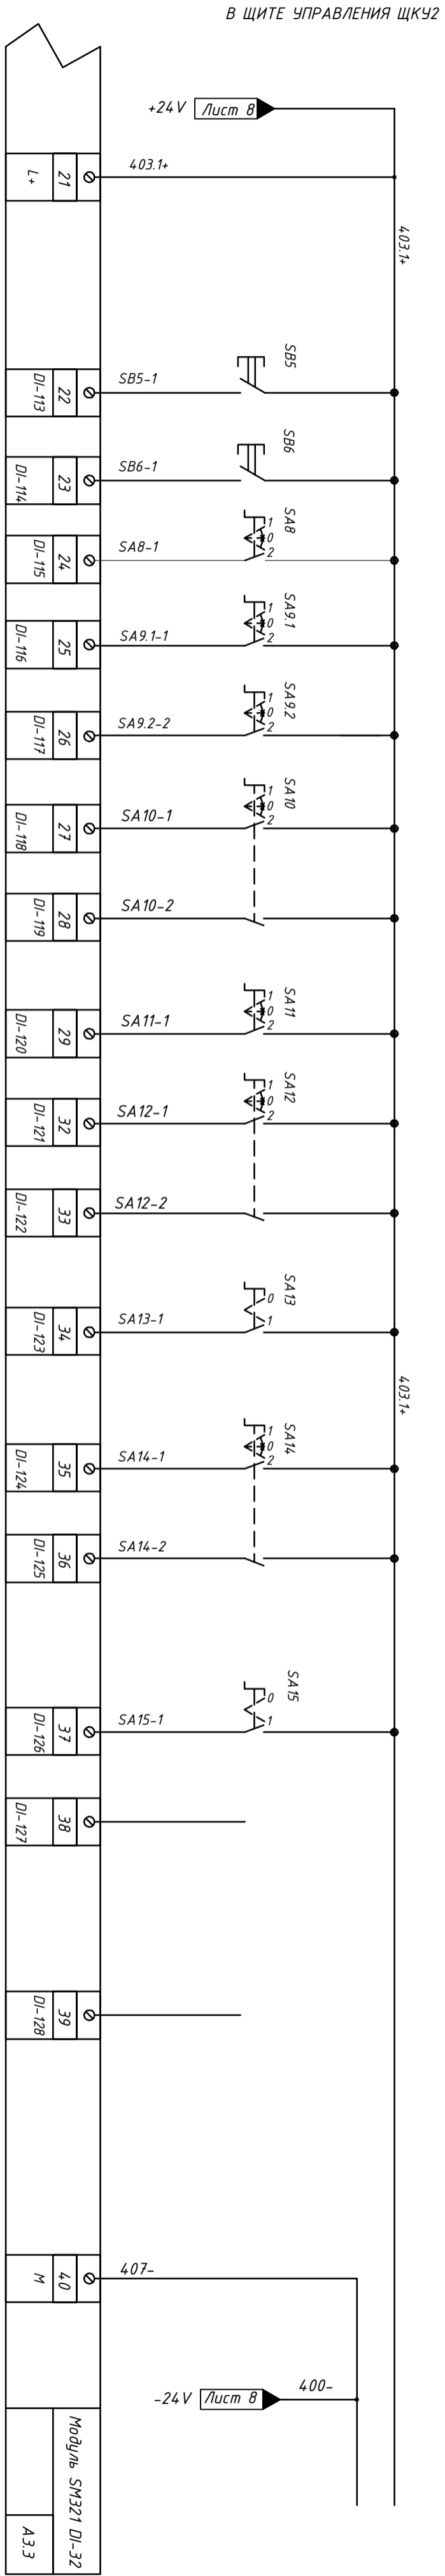 В ЩИТЕ УПРАВЛЕНИЯ ЩКУ2
+24V Лист 8
L+ 21 403.1+
403.1+
DI-113 22 SB5-1 SB5
DI-114 23 SB6-1 SB6
DI-115 24 SA8-1 1 0 2 SA8
DI-116 25 SA9.1-1 1 0 2 SA9.1
DI-117 26 SA9.2-2 1 0 2 SA9.2
DI-118 27 SA10-1 1 0 2 SA10
DI-119 28 SA10-2
DI-120 29 SA11-1 1 0 2 SA11
DI-121 32 SA12-1 1 0 2 SA12
DI-122 33 SA12-2
DI-123 34 SA13-1 0 1 SA13
403.1+
DI-124 35 SA14-1 1 0 2 SA14
DI-125 36 SA14-2
DI-126 37 SA15-1 0 1 SA15
DI-127 38
DI-128 39
M 40 407-
-24V Лист 8 400-
Модуль SM321 DI-32
A3.3